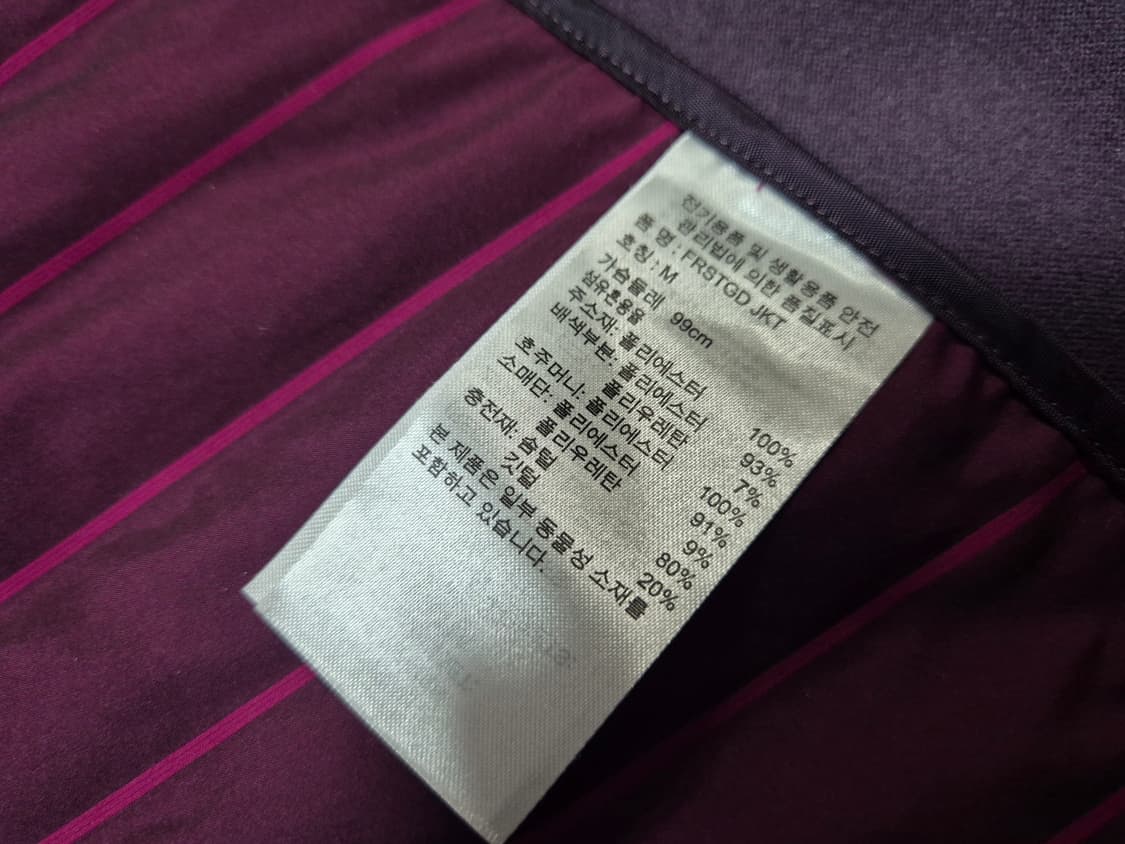 전기용품 및 생활용품 안전
관리법에 의한 품질표시
품 명 : FRSTGD JKT
호칭 : M
가슴둘레 99cm
섬유혼용율
주소재: 폴리에스터 100%
배색부분: 폴리에스터 93%
폴리우레탄 7%
호주머니: 폴리에스터 100%
소매단: 폴리에스터 91%
폴리우레탄 9%
충전재: 솜털 80%
깃털 20%
본 제품은 일부 동물성 소재를
포함하고 있습니다.